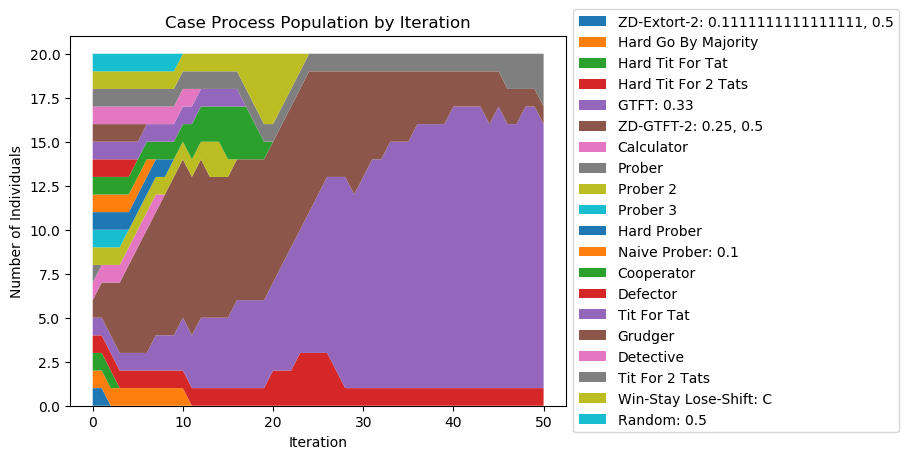 Case Process Population by Iteration
Number of Individuals
20.0
17.5
15.0
12.5
10.0
7.5
5.0
2.5
0.0
0
10
20
30
40
50
Iteration
ZD-Extort-2: 0.1111111111111111, 0.5
Hard Go By Majority
Hard Tit For Tat
Hard Tit For 2 Tats
GTFT: 0.33
ZD-GTFT-2: 0.25, 0.5
Calculator
Prober
Prober 2
Prober 3
Hard Prober
Naive Prober: 0.1
Cooperator
Defector
Tit For Tat
Grudger
Detective
Tit For 2 Tats
Win-Stay Lose-Shift: C
Random: 0.5